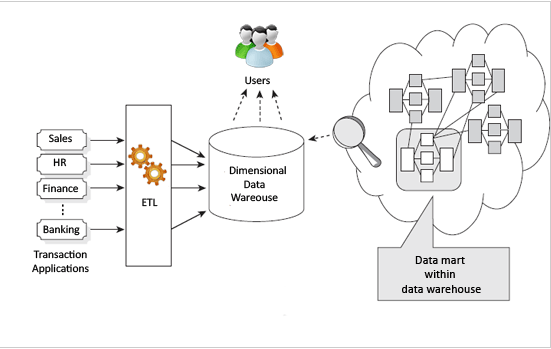 Users
Sales
HR
Finance
Banking
Transaction
Applications
ETL
Dimensional
Data
Wareouse
Data mart
within
data warehouse